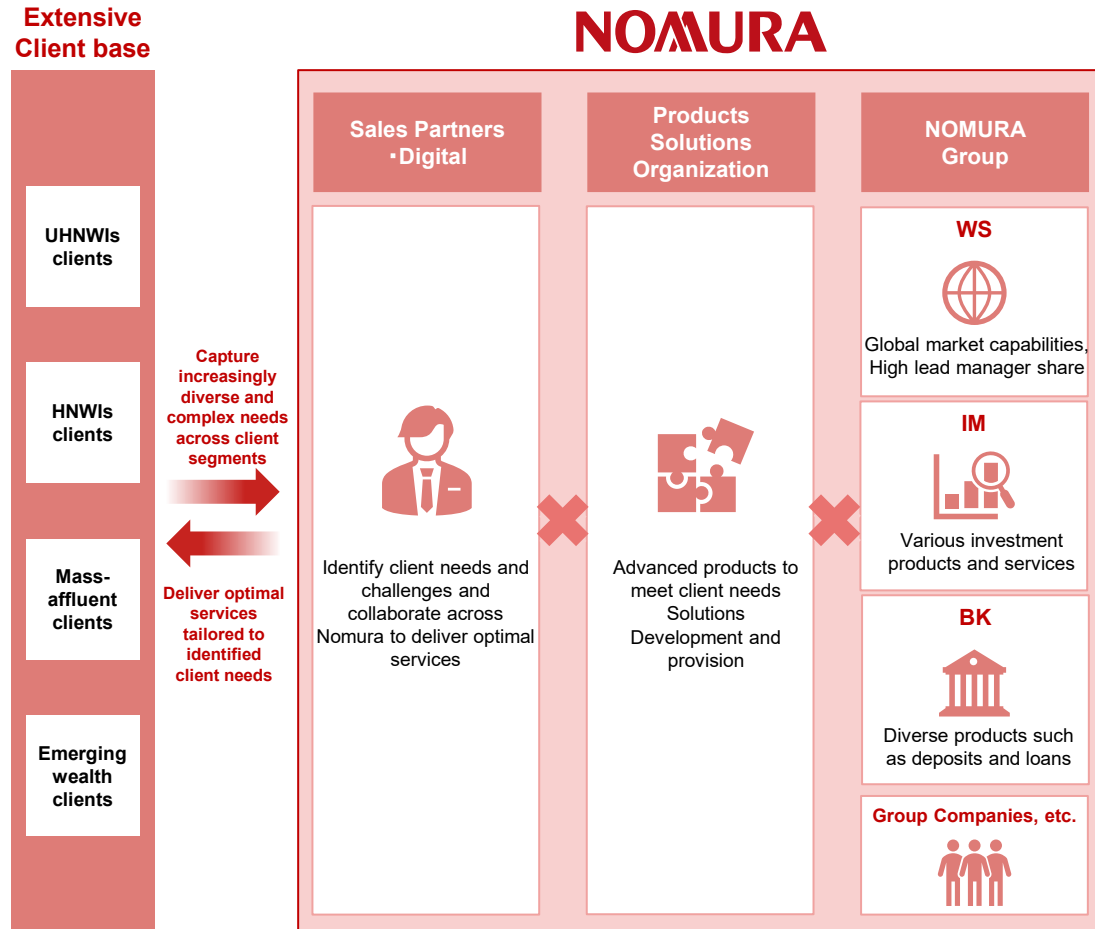 Extensive
Client base
UHNWIs
clients
HNWIs
clients
Mass-
affluent
clients
Emerging
wealth
clients
Capture
increasingly
diverse and
complex needs
across client
segments
Deliver optimal
services
tailored to
identified
client needs
NOMURA
Sales Partners
▪Digital
Identify client needs and
challenges and
collaborate across
Nomura to deliver optimal
services
Products
Solutions
Organization
Advanced products to
meet client needs
Solutions
Development and
provision
NOMURA
Group
WS
Global market capabilities,
High lead manager share
IM
Various investment
products and services
BK
Diverse products such
as deposits and loans
Group Companies, etc.